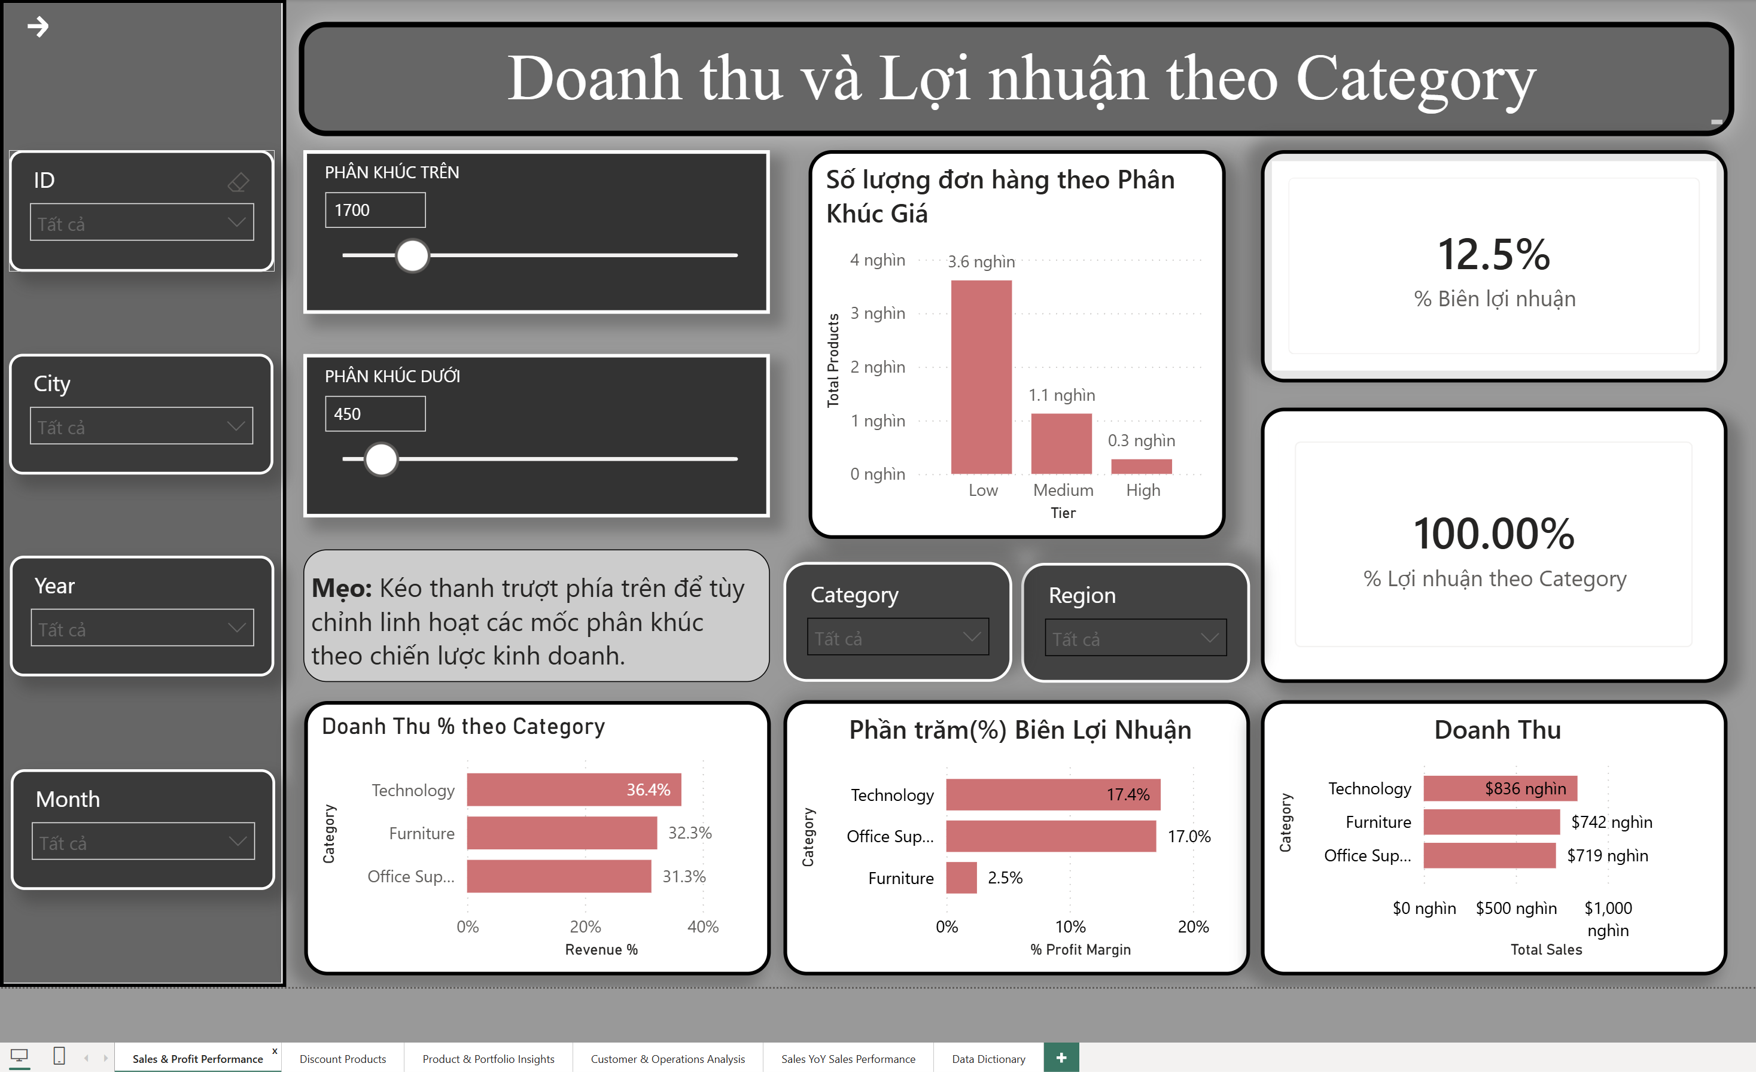 Doanh thu và Lợi nhuận theo Category
ID
Tất cả
City
Tất cả
Year
Tất cả
Month
Tất cả
PHÂN KHÚC TRÊN
1700
PHÂN KHÚC DƯỚI
450
Mẹo: Kéo thanh trượt phía trên để tùy
chỉnh linh hoạt các mốc phân khúc
theo chiến lược kinh doanh.
Số lượng đơn hàng theo Phân
Khúc Giá
Total Products
4 nghìn
3 nghìn
2 nghìn
1 nghìn
0 nghìn
3.6 nghìn
1.1 nghìn
0.3 nghìn
Low Medium High
Tier
12.5%
% Biên lợi nhuận
100.00%
% Lợi nhuận theo Category
Category
Tất cả
Region
Tất cả
Doanh Thu % theo Category
Category
Technology 36.4%
Furniture 32.3%
Office Sup... 31.3%
0% 20% 40%
Revenue %
Phần trăm(%) Biên Lợi Nhuận
Category
Technology 17.4%
Office Sup... 17.0%
Furniture 2.5%
0% 10% 20%
% Profit Margin
Doanh Thu
Category
Technology $836 nghìn
Furniture $742 nghìn
Office Sup... $719 nghìn
$0 nghìn $500 nghìn $1,000
nghìn
Total Sales
Sales & Profit Performance x Discount Products Product & Portfolio Insights Customer & Operations Analysis Sales YoY Sales Performance Data Dictionary +